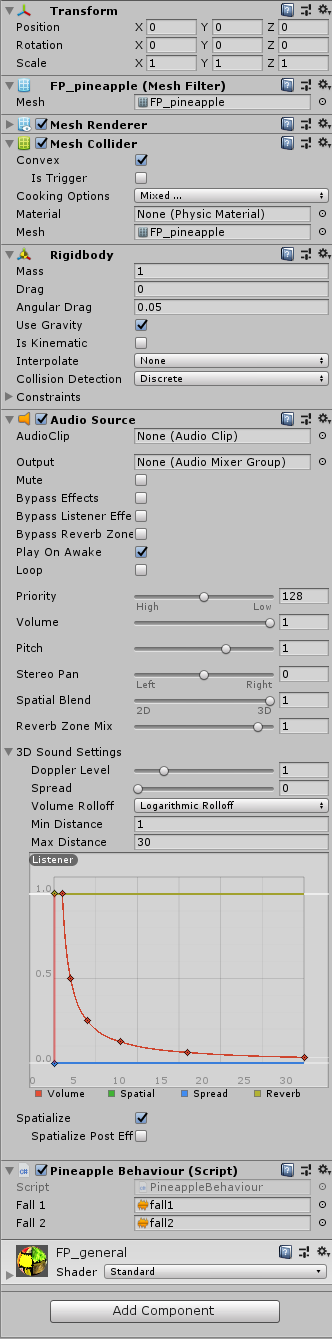 Transform
Position X 0 Y 0 Z 0
Rotation X 0 Y 0 Z 0
Scale X 1 Y 1 Z 1
FP_pineapple (Mesh Filter)
Mesh FP_pineapple
Mesh Renderer
Mesh Collider
Convex
Is Trigger
Cooking Options Mixed ...
Material None (Physic Material)
Mesh FP_pineapple
Rigidbody
Mass 1
Drag 0
Angular Drag 0.05
Use Gravity
Is Kinematic
Interpolate None
Collision Detection Discrete
Constraints
Audio Source
AudioClip None (Audio Clip)
Output None (Audio Mixer Group)
Mute
Bypass Effects
Bypass Listener Effe
Bypass Reverb Zone
Play On Awake
Loop
Priority 128
High Low
Volume 1
Pitch 1
Stereo Pan 0
Left Right
Spatial Blend 1
2D 3D
Reverb Zone Mix 1
3D Sound Settings
Doppler Level 1
Spread 0
Volume Rolloff Logarithmic Rolloff
Min Distance 1
Max Distance 30
Listener
1.0
0.5
0.0
0 5 10 15 20 25 30
Volume Spatial Spread Reverb
Spatialize
Spatialize Post Eff
Pineapple Behaviour (Script)
Script PineappleBehaviour
Fall 1 fall1
Fall 2 fall2
FP_general
Shader Standard
Add Component